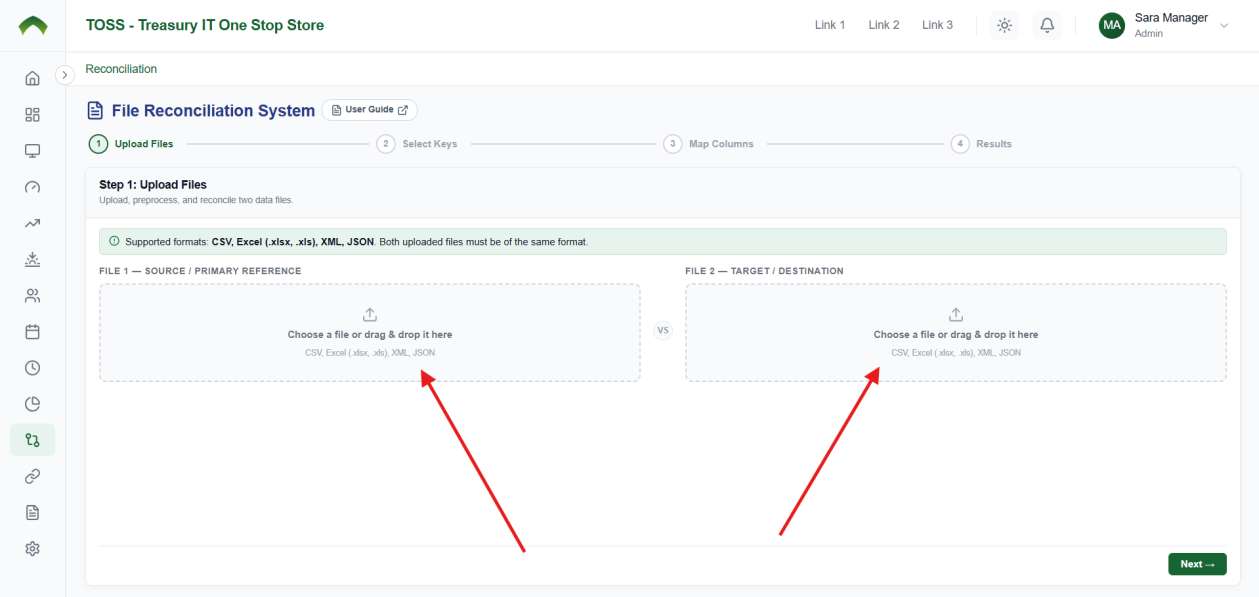 TOSS - Treasury IT One Stop Store
Link 1 Link 2 Link 3
MA
Sara Manager
Admin
Reconciliation
File Reconciliation System
User Guide
1 Upload Files
2 Select Keys
3 Map Columns
4 Results
Step 1: Upload Files
Upload, preprocess, and reconcile two data files.
Supported formats: CSV, Excel (.xlsx, .xls), XML, JSON. Both uploaded files must be of the same format.
FILE 1 — SOURCE / PRIMARY REFERENCE
Choose a file or drag & drop it here
CSV, Excel (.xlsx, .xls), XML, JSON
VS
FILE 2 — TARGET / DESTINATION
Choose a file or drag & drop it here
CSV, Excel (.xlsx, .xls), XML, JSON
Next →